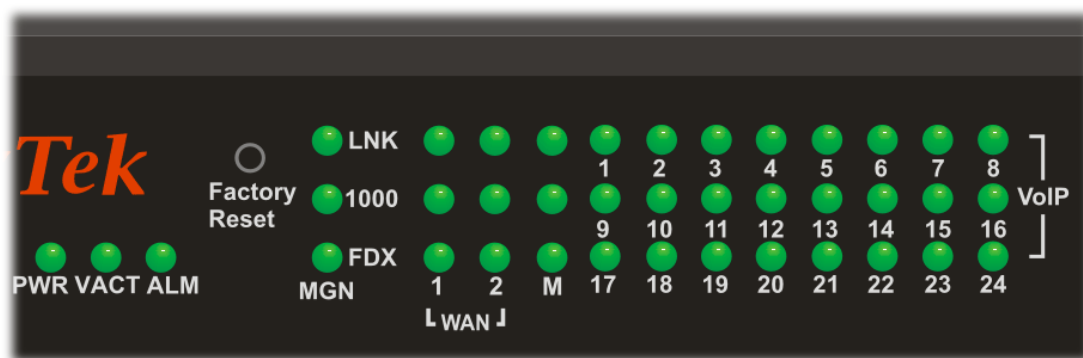 Tek
LNK
1 2 3 4 5 6 7 8
Factory
Reset
1000
VoIP
9 10 11 12 13 14 15 16
FDX
PWR VACT ALM
MGN
1 2 M 17 18 19 20 21 22 23 24
WAN